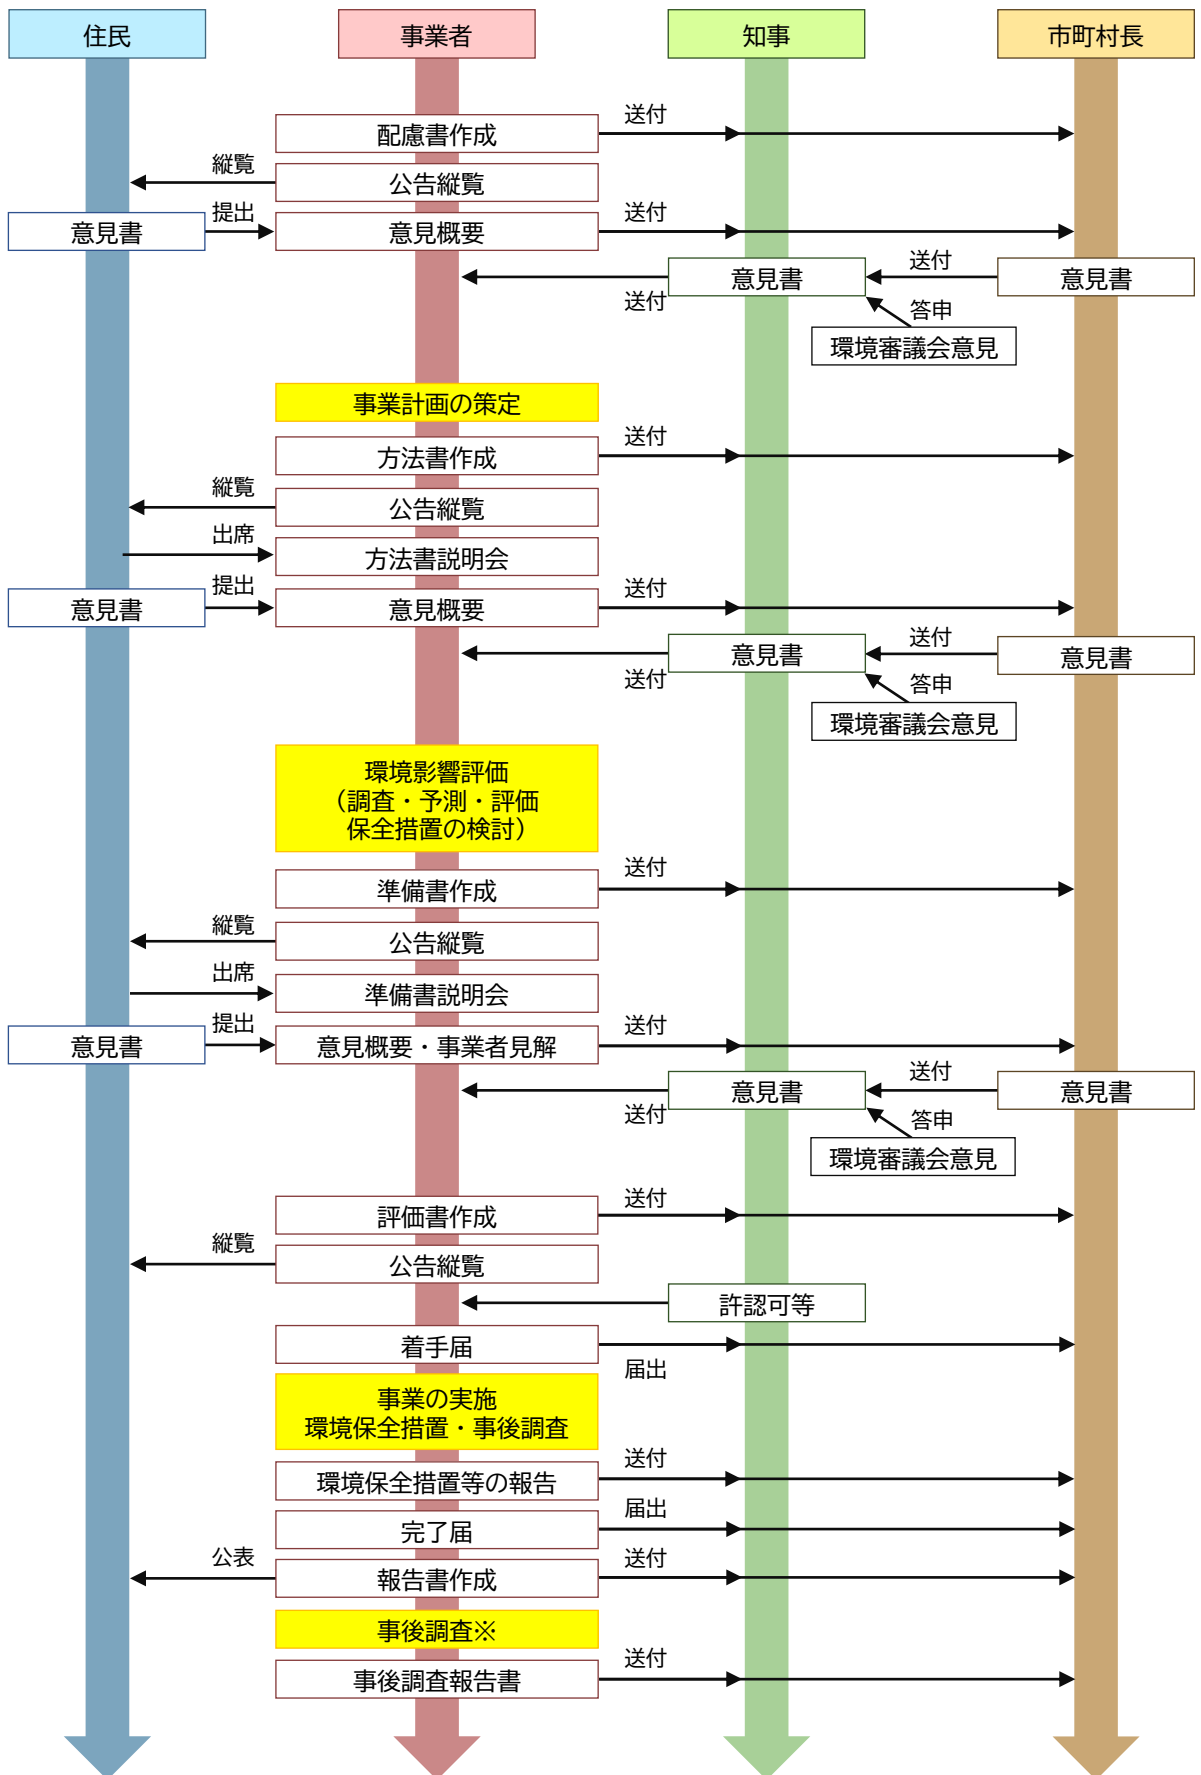 住民
事業者
知事
市町村長
配慮書作成
送付
縦覧
公告縦覧
意見書
提出
意見概要
送付
意見書
送付
意見書
送付
答申
環境審議会意見
事業計画の策定
方法書作成
送付
縦覧
公告縦覧
出席
方法書説明会
意見書
提出
意見概要
送付
意見書
送付
意見書
送付
答申
環境審議会意見
環境影響評価
（調査・予測・評価
保全措置の検討）
準備書作成
送付
縦覧
公告縦覧
出席
準備書説明会
意見書
提出
意見概要・事業者見解
送付
意見書
送付
意見書
送付
答申
環境審議会意見
評価書作成
送付
縦覧
公告縦覧
許認可等
着手届
届出
事業の実施
環境保全措置・事後調査
環境保全措置等の報告
送付
完了届
届出
公表
報告書作成
送付
事後調査※
事後調査報告書
送付